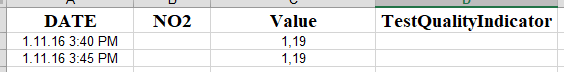 DATE NO2 Value TestQualityIndicator
1.11.16 3:40 PM 1,19
1.11.16 3:45 PM 1,19